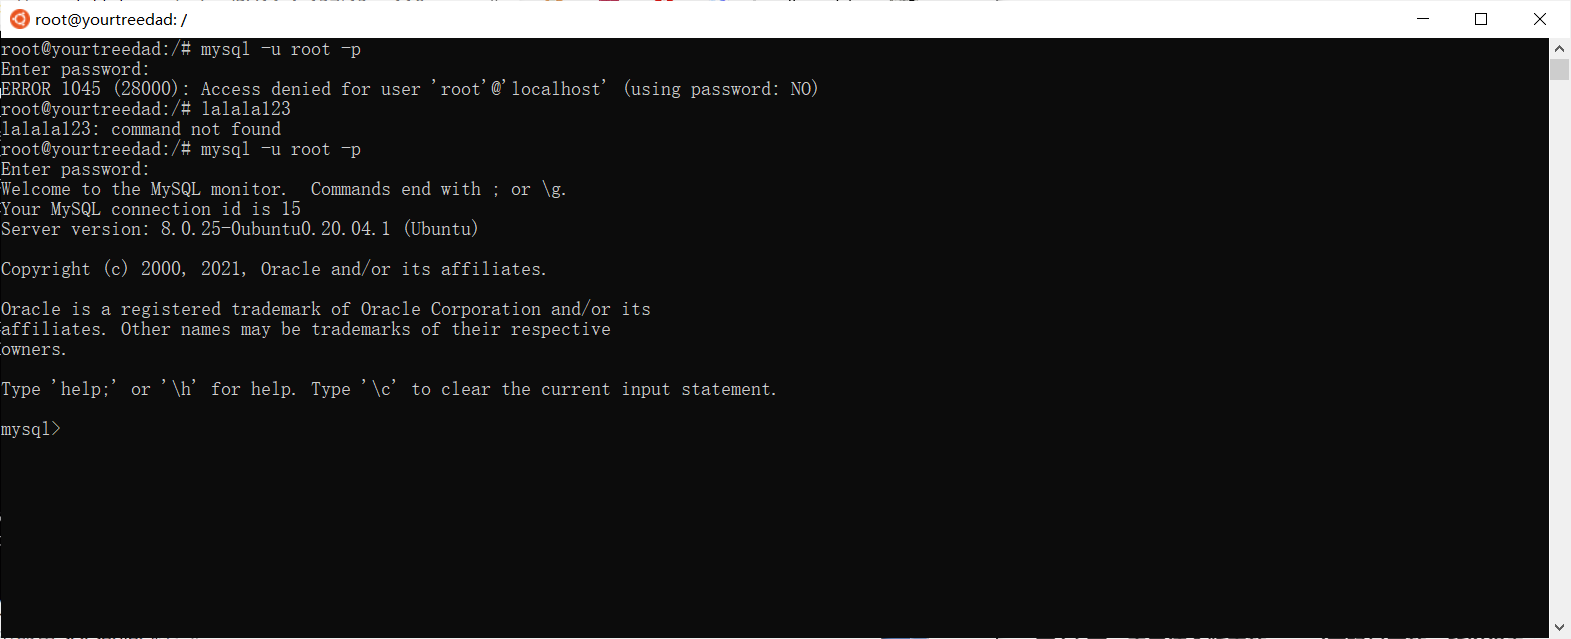 root@yourtreedad: /
root@yourtreedad:/# mysql -u root -p
Enter password:
ERROR 1045 (28000): Access denied for user 'root'@'localhost' (using password: NO)
root@yourtreedad:/# lalala123
lalala123: command not found
root@yourtreedad:/# mysql -u root -p
Enter password:
Welcome to the MySQL monitor.  Commands end with ; or \g.
Your MySQL connection id is 15
Server version: 8.0.25-0ubuntu0.20.04.1 (Ubuntu)
Copyright (c) 2000, 2021, Oracle and/or its affiliates.
Oracle is a registered trademark of Oracle Corporation and/or its
affiliates. Other names may be trademarks of their respective
owners.
Type 'help;' or '\h' for help. Type '\c' to clear the current input statement.
mysql>